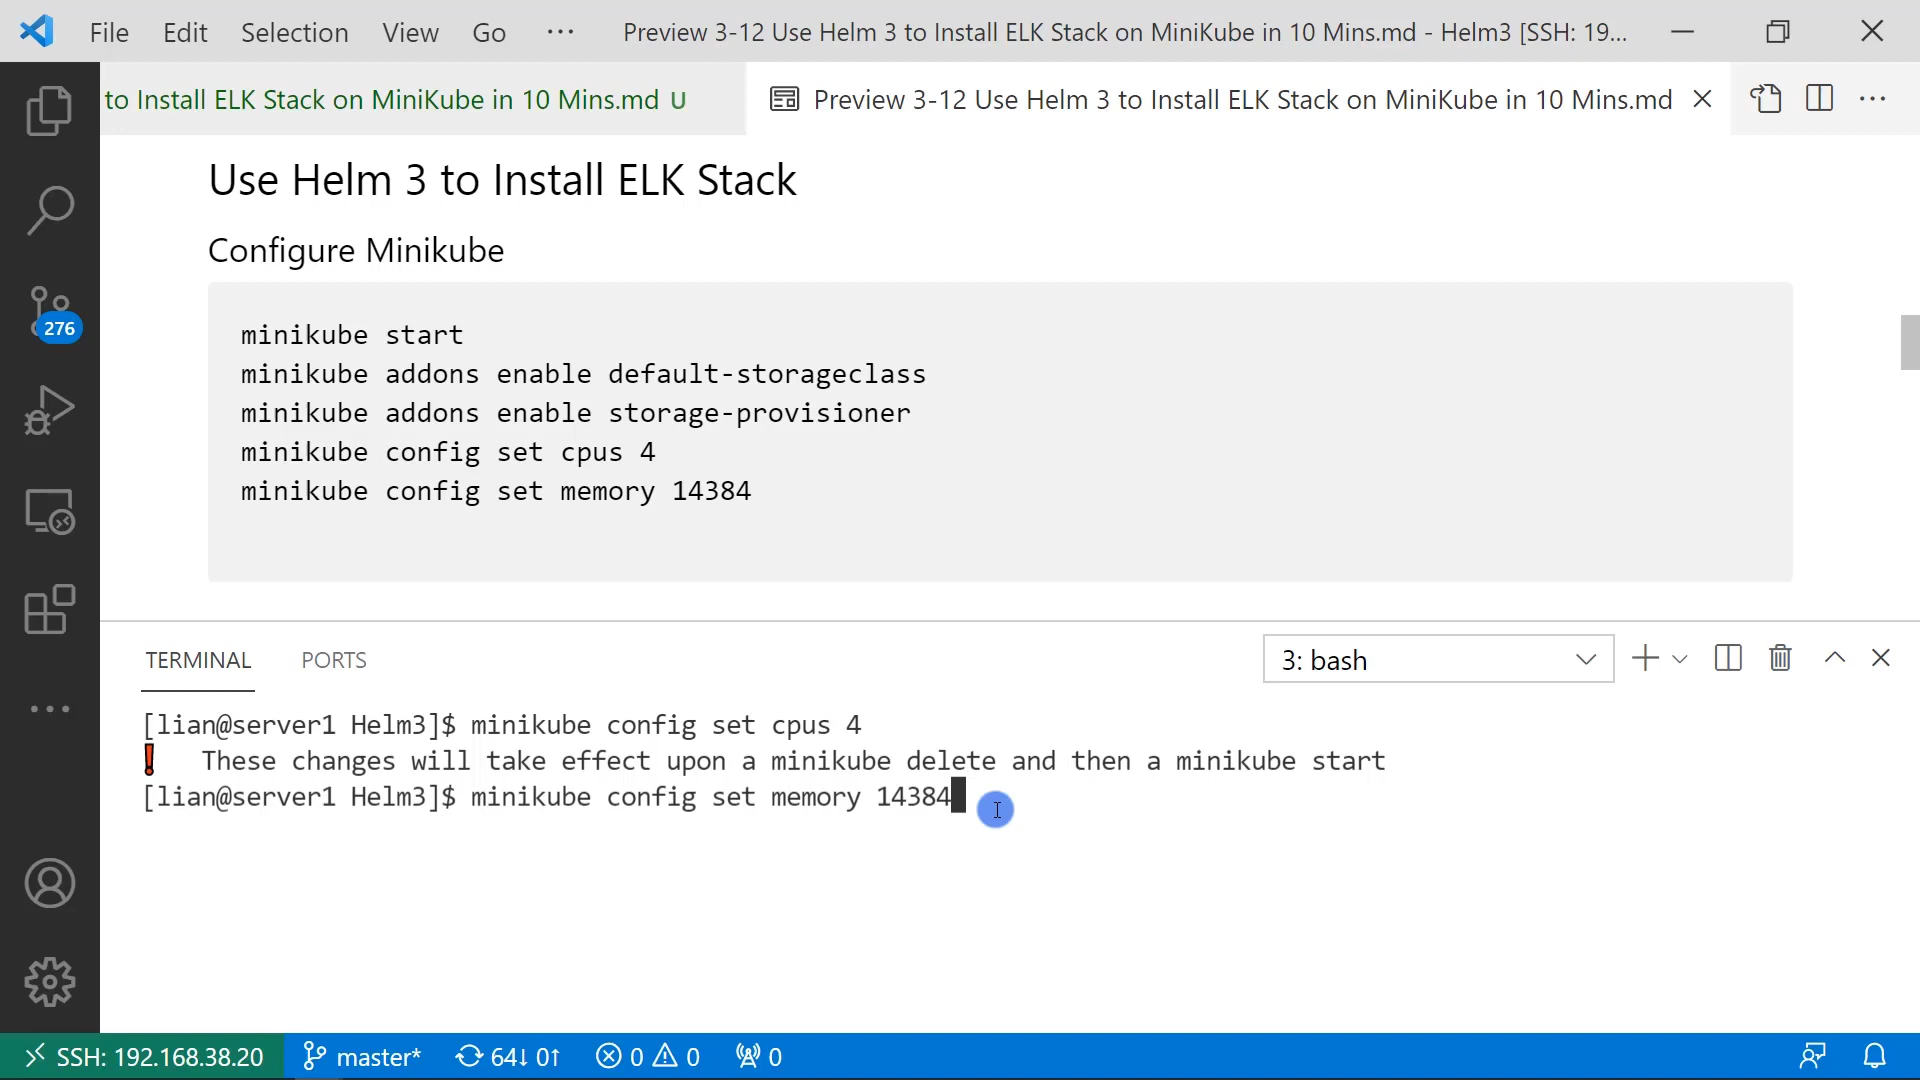 File Edit Selection View Go ··· Preview 3-12 Use Helm 3 to Install ELK Stack on MiniKube in 10 Mins.md - Helm3 [SSH: 19...
to Install ELK Stack on MiniKube in 10 Mins.md U
Preview 3-12 Use Helm 3 to Install ELK Stack on MiniKube in 10 Mins.md
Use Helm 3 to Install ELK Stack
Configure Minikube
minikube start
minikube addons enable default-storageclass
minikube addons enable storage-provisioner
minikube config set cpus 4
minikube config set memory 14384
276
TERMINAL PORTS 3: bash
[lian@server1 Helm3]$ minikube config set cpus 4
❗ These changes will take effect upon a minikube delete and then a minikube start
[lian@server1 Helm3]$ minikube config set memory 14384
SSH: 192.168.38.20 master* 64↓ 0↑ 0 0 0